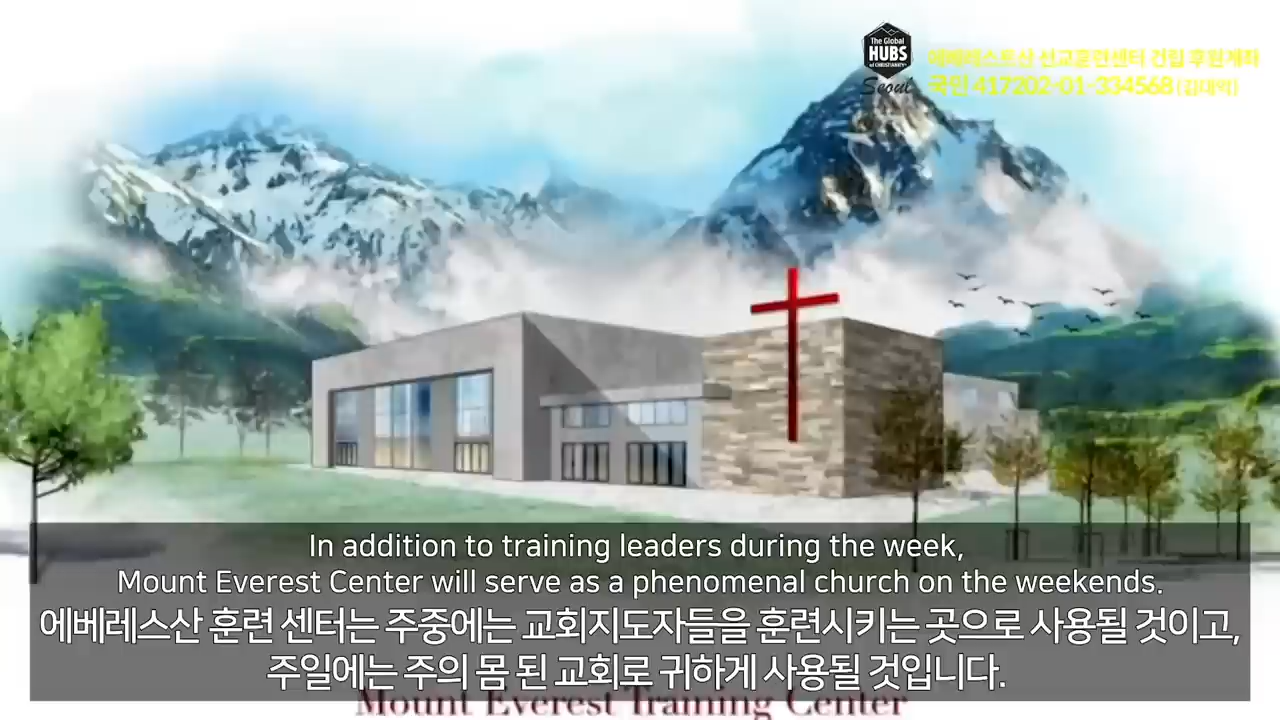 The Global
HUBS
of CHRISTIANITY
Seoul
에베레스트산 선교훈련센터 건립 후원계좌
국민 417202-01-334568 (김대억)
In addition to training leaders during the week,
Mount Everest Center will serve as a phenomenal church on the weekends.
에베레스산 훈련 센터는 주중에는 교회지도자들을 훈련시키는 곳으로 사용될 것이고,
주일에는 주의 몸 된 교회로 귀하게 사용될 것입니다.
Mount Everest Training Center